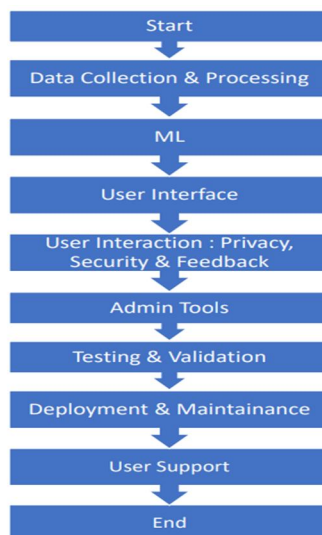 Start
Data Collection & Processing
ML
User Interface
User Interaction : Privacy,
Security & Feedback
Admin Tools
Testing & Validation
Deployment & Maintainance
User Support
End